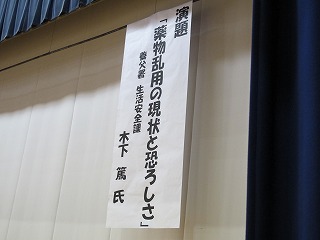 演題
「薬物乱用の現状と恐ろしさ」
養父署 生活安全課
木下 篤 氏